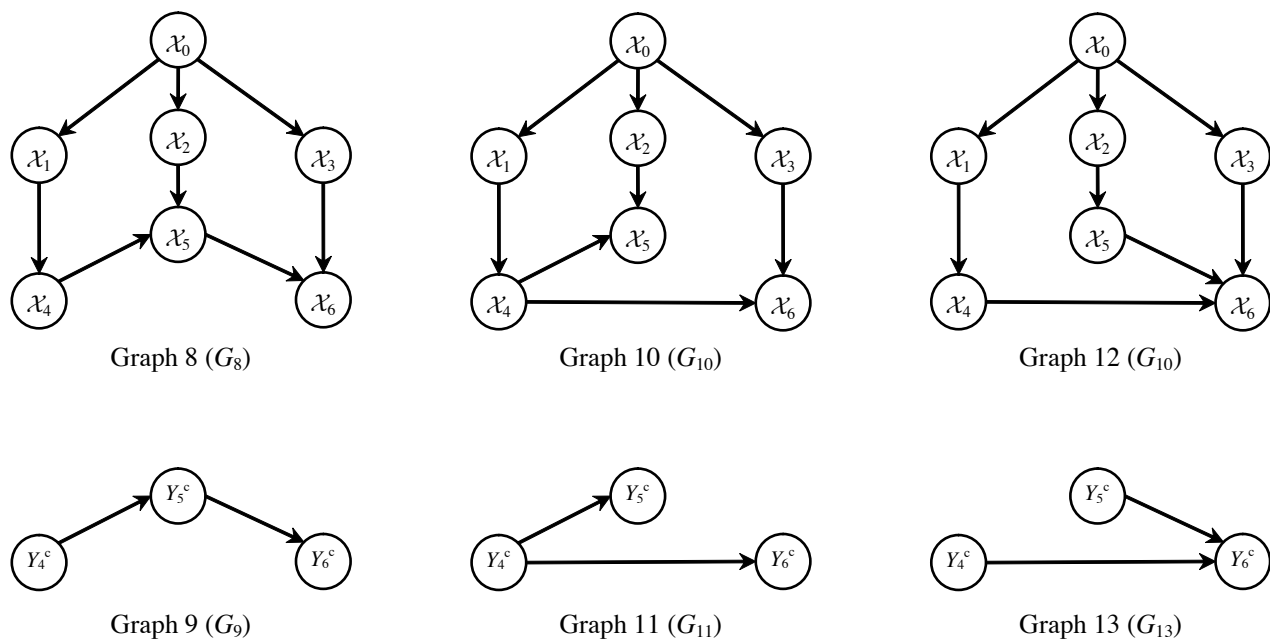 𝒳₀ 𝒳₀ 𝒳₀
𝒳₂ 𝒳₂ 𝒳₂
𝒳₁ 𝒳₃ 𝒳₁ 𝒳₃ 𝒳₁ 𝒳₃
𝒳₅ 𝒳₅ 𝒳₅
𝒳₄ 𝒳₆ 𝒳₄ 𝒳₆ 𝒳₄ 𝒳₆
Graph 8 (G₈) Graph 10 (G₁₀) Graph 12 (G₁₀)
Y₅ᶜ Y₅ᶜ Y₅ᶜ
Y₄ᶜ Y₆ᶜ Y₄ᶜ Y₆ᶜ Y₄ᶜ Y₆ᶜ
Graph 9 (G₉) Graph 11 (G₁₁) Graph 13 (G₁₃)